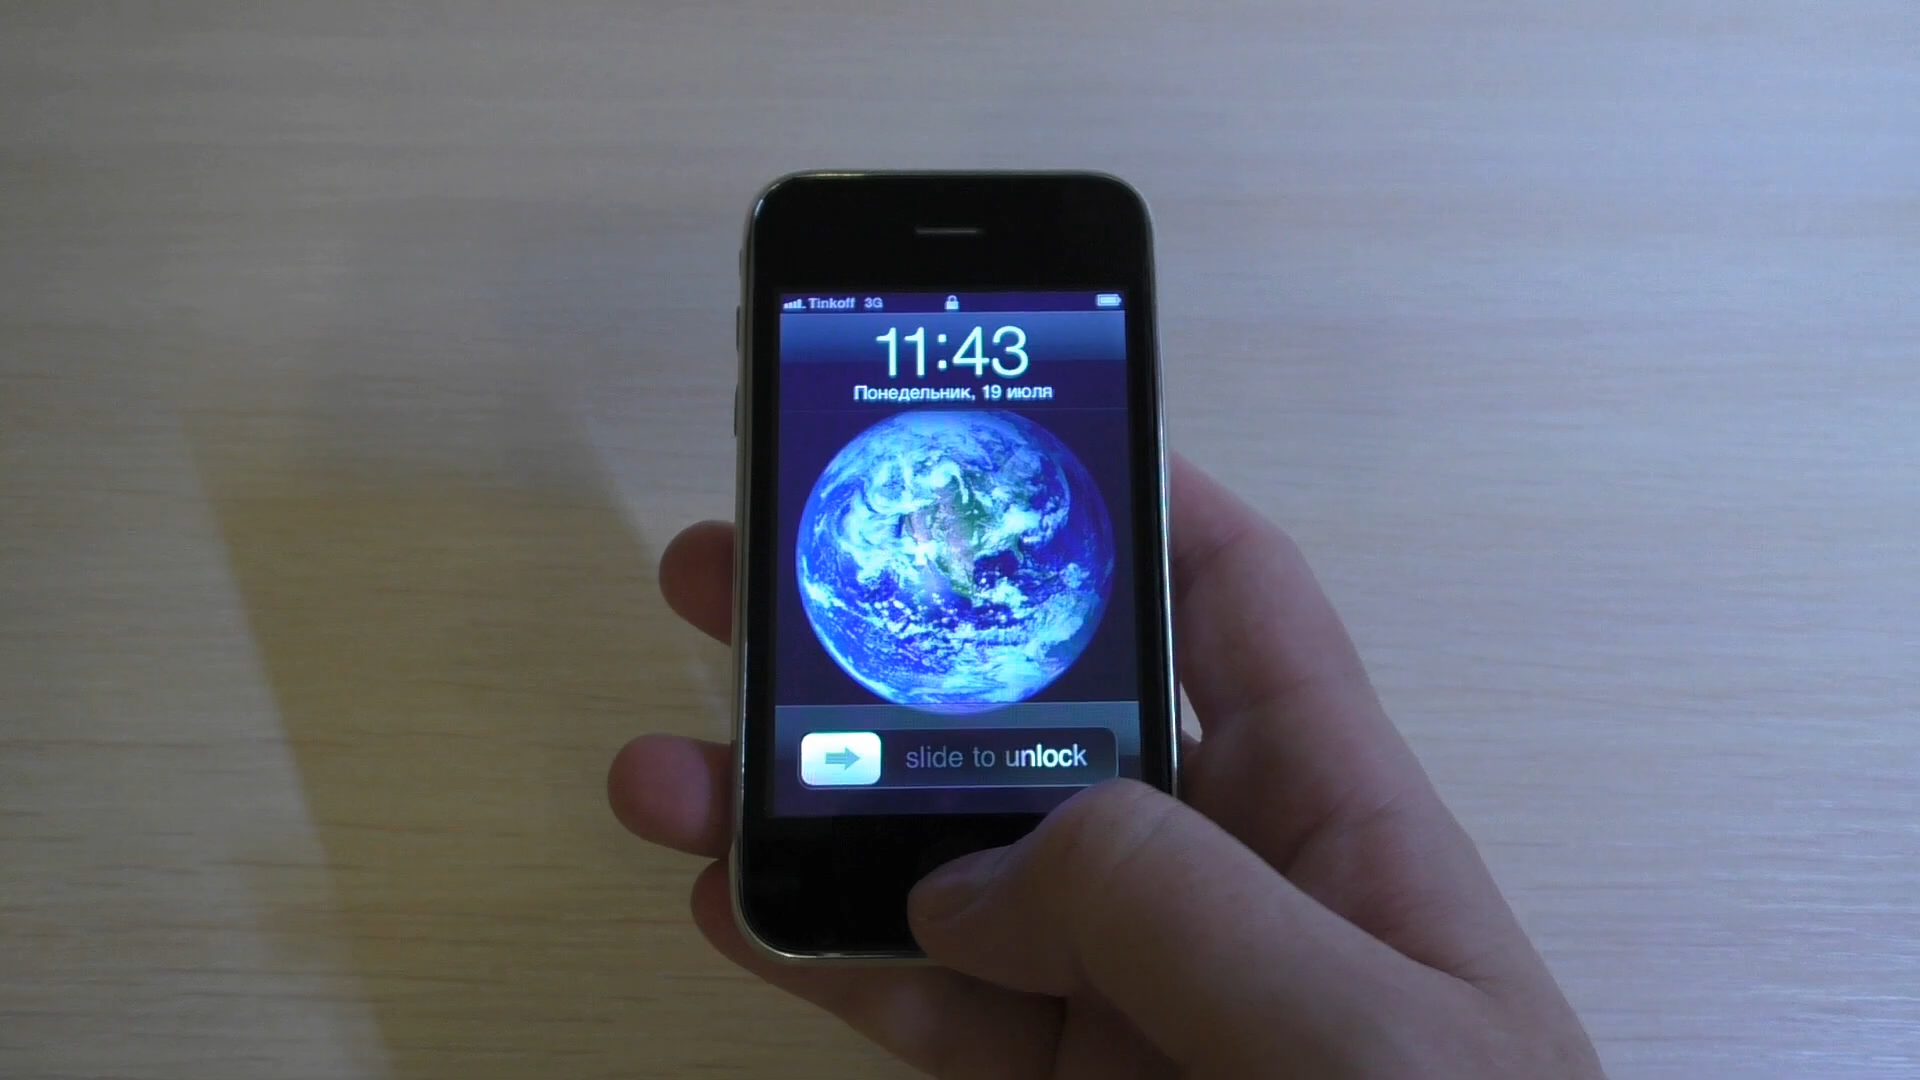 Tinkoff 3G
11:43
Понедельник, 19 июля
slide to unlock